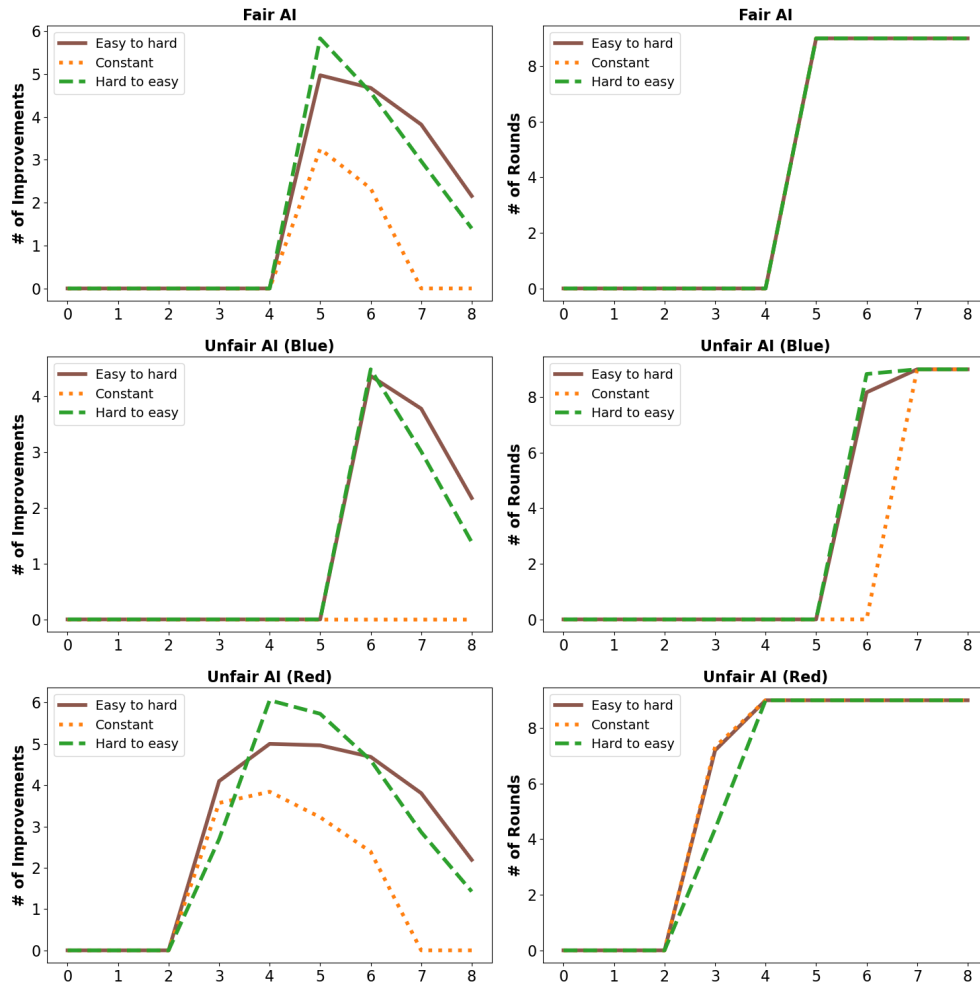 Fair AI
# of Improvements
6
5
4
3
2
1
0
Easy to hard
Constant
Hard to easy
0 1 2 3 4 5 6 7 8
Fair AI
# of Rounds
8
6
4
2
0
Easy to hard
Constant
Hard to easy
0 1 2 3 4 5 6 7 8
Unfair AI (Blue)
# of Improvements
4
3
2
1
0
Easy to hard
Constant
Hard to easy
0 1 2 3 4 5 6 7 8
Unfair AI (Blue)
# of Rounds
8
6
4
2
0
Easy to hard
Constant
Hard to easy
0 1 2 3 4 5 6 7 8
Unfair AI (Red)
# of Improvements
6
5
4
3
2
1
0
Easy to hard
Constant
Hard to easy
0 1 2 3 4 5 6 7 8
Unfair AI (Red)
# of Rounds
8
6
4
2
0
Easy to hard
Constant
Hard to easy
0 1 2 3 4 5 6 7 8